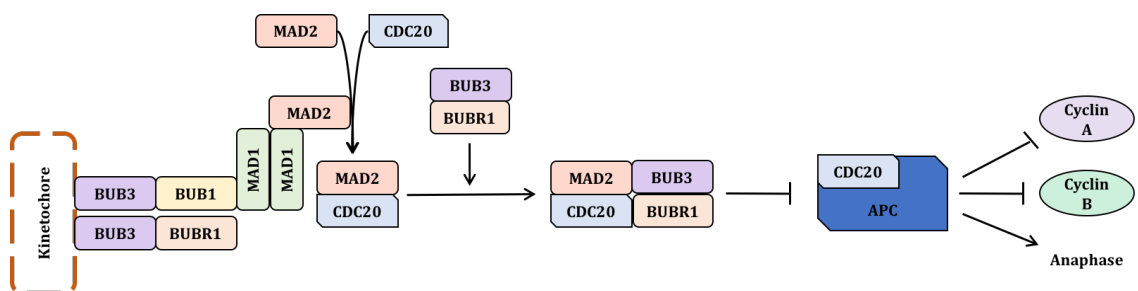 MAD2
CDC20
BUB3
BUBR1
MAD2
Kinetochore
BUB3
BUB1
MAD1
MAD1
BUB3
BUBR1
MAD2
CDC20
MAD2
BUB3
CDC20
BUBR1
CDC20
APC
Cyclin
A
Cyclin
B
Anaphase